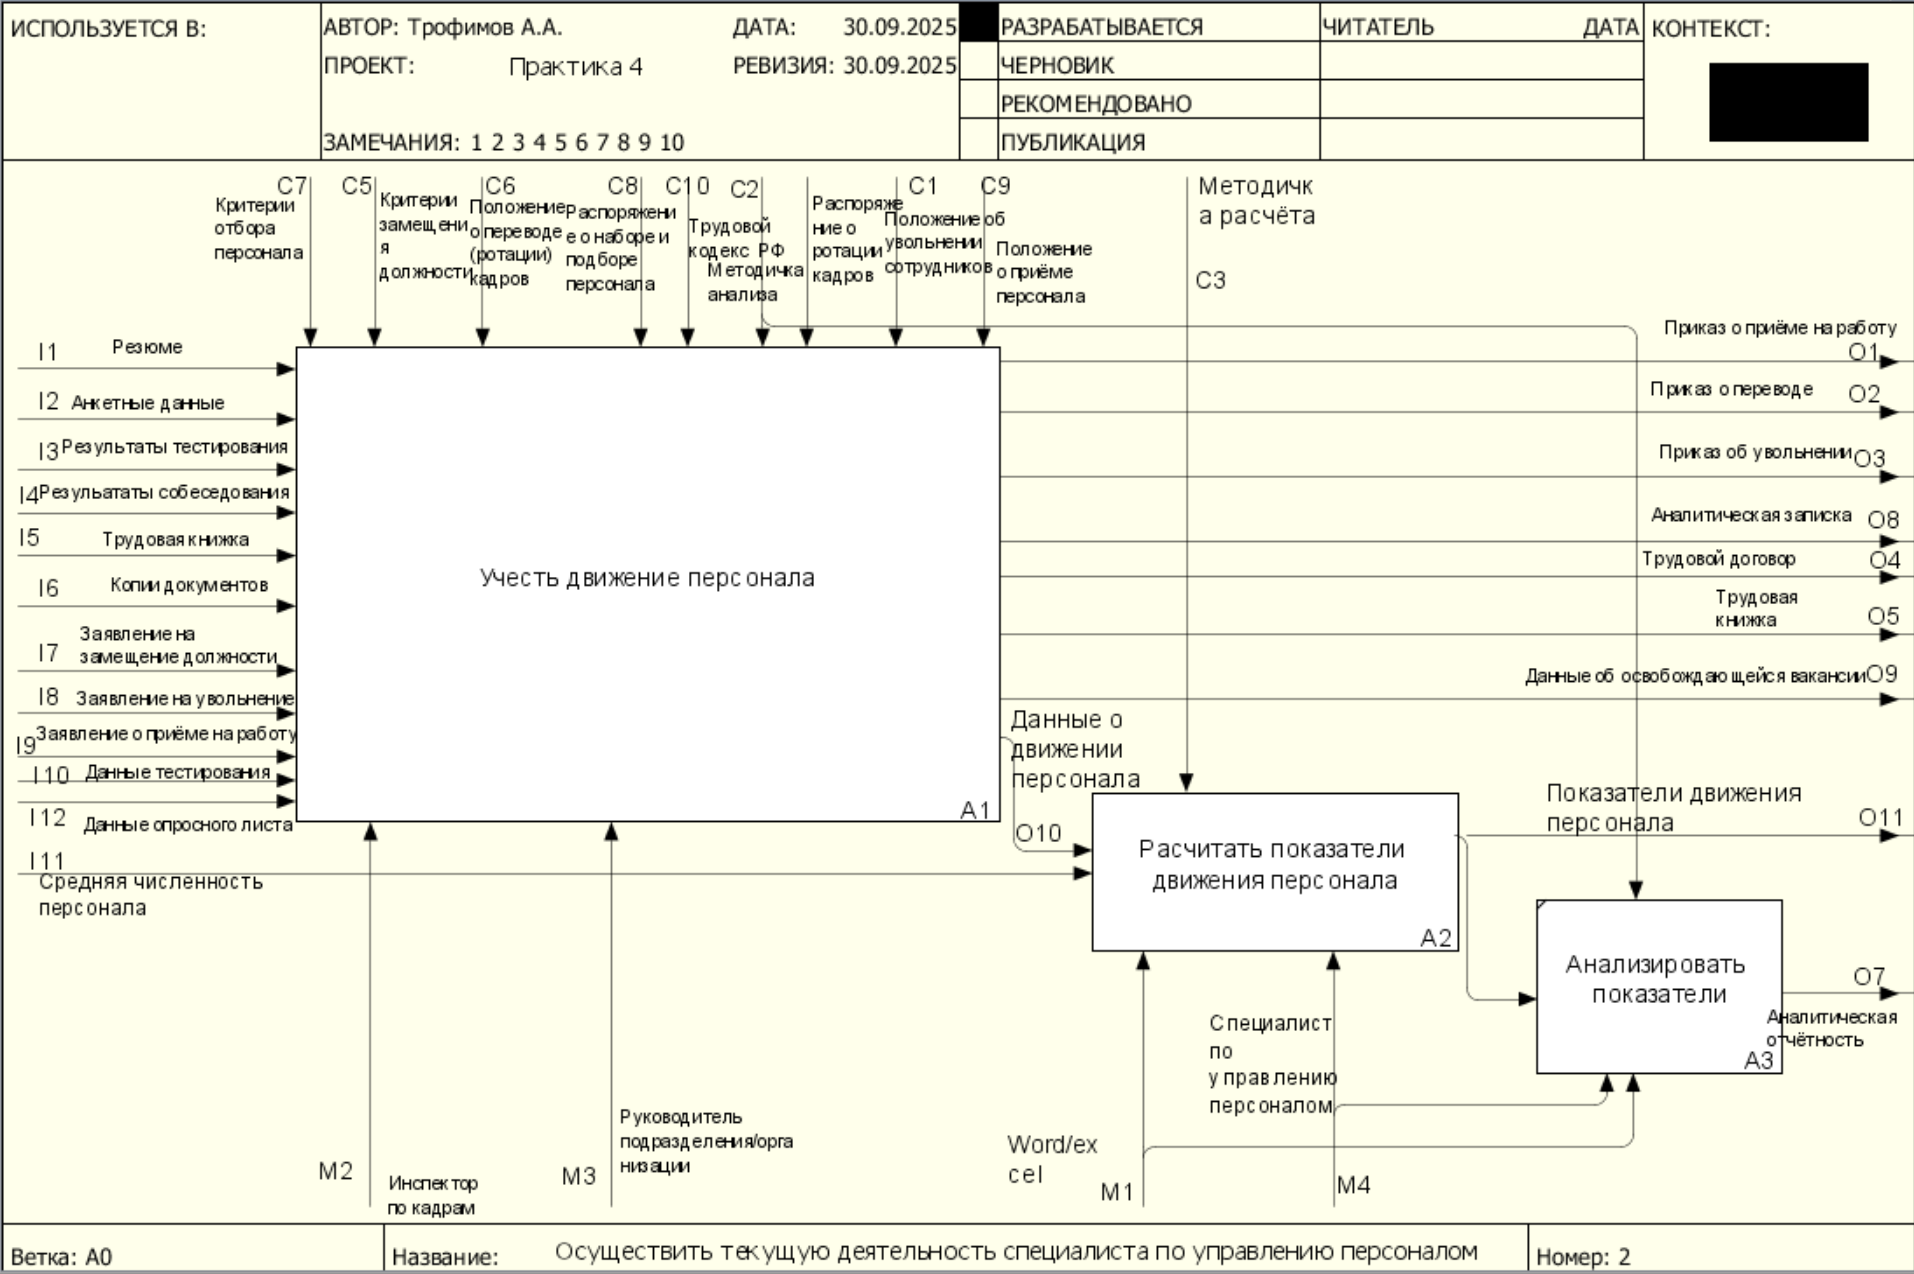 ИСПОЛЬЗУЕТСЯ В:
АВТОР: Трофимов А.А.
ДАТА: 30.09.2025
ПРОЕКТ: Практика 4
РЕВИЗИЯ: 30.09.2025
ЗАМЕЧАНИЯ: 1 2 3 4 5 6 7 8 9 10
РАЗРАБАТЫВАЕТСЯ
ЧЕРНОВИК
РЕКОМЕНДОВАНО
ПУБЛИКАЦИЯ
ЧИТАТЕЛЬ
ДАТА
КОНТЕКСТ:
C7
Критерии
отбора
персонала
C5
Критерии
замещени
я
должности
C6
Положение
о переводе
(ротации)
кадров
C8
Распоряжени
е о наборе и
подборе
персонала
C10
Трудовой
кодекс РФ
C2
Методичка
анализа
Распоряже
ние о
ротации
кадров
C1
Положение об
увольнении
сотрудников
C9
Положение
о приёме
персонала
Методичк
а расчёта
C3
I1
Резюме
I2
Анкетные данные
I3
Результаты тестирования
I4
Резульататы собеседования
I5
Трудовая книжка
I6
Копии документов
I7
Заявление на
замещение должности
I8
Заявление на увольнение
I9
Заявление о приёме на работу
I10
Данные тестирования
I12
Данные опросного листа
I11
Средняя численность
персонала
Учесть движение персонала
A1
Приказ о приёме на работу
O1
Приказ о переводе
O2
Приказ об увольнении
O3
Аналитическая записка
O8
Трудовой договор
O4
Трудовая
книжка
O5
Данные об освобождающейся вакансии
O9
Данные о
движении
персонала
O10
Расчитать показатели
движения персонала
A2
Показатели движения
персонала
O11
Анализировать
показатели
A3
O7
Аналитическая
отчётность
M2
Инспектор
по кадрам
M3
Руководитель
подразделения/орга
низации
Word/ex
cel
M1
Специалист
по
управлению
персоналом
M4
Ветка: A0
Название: Осуществить текущую деятельность специалиста по управлению персоналом
Номер: 2